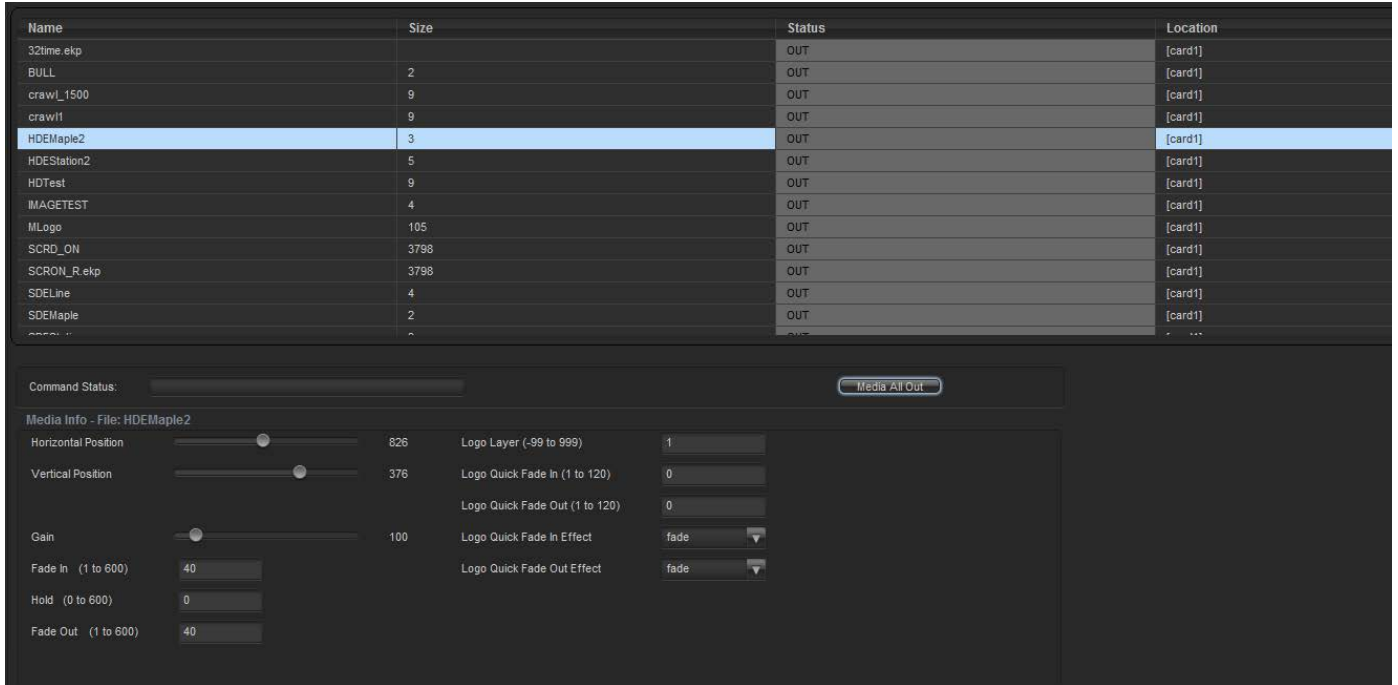 Name Size Status Location
32time.ekp OUT [card1]
BULL 2 OUT [card1]
crawl_1500 9 OUT [card1]
crawl1 9 OUT [card1]
HDEMaple2 3 OUT [card1]
HDEStation2 5 OUT [card1]
HDTest 9 OUT [card1]
IMAGETEST 4 OUT [card1]
MLogo 105 OUT [card1]
SCRD_ON 3798 OUT [card1]
SCRON_R.ekp 3798 OUT [card1]
SDELine 4 OUT [card1]
SDEMaple 2 OUT [card1]
Command Status: Media All Out
Media Info - File: HDEMaple2
Horizontal Position 826 Logo Layer (-99 to 999) 1
Vertical Position 376 Logo Quick Fade In (1 to 120) 0
Logo Quick Fade Out (1 to 120) 0
Gain 100 Logo Quick Fade In Effect fade
Fade In (1 to 600) 40 Logo Quick Fade Out Effect fade
Hold (0 to 600) 0
Fade Out (1 to 600) 40